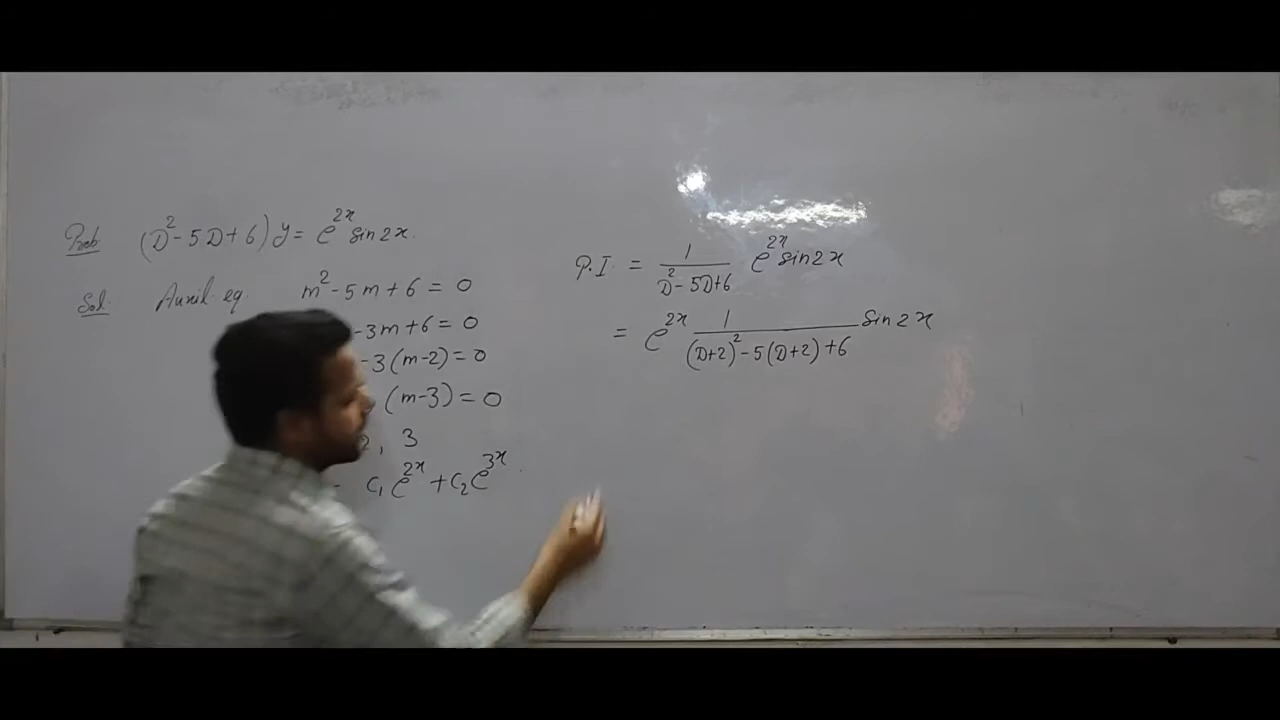 Prob. (D² - 5D + 6) y = e^{2x} sin 2x.
Sol. Auxil. eq. m² - 5m + 6 = 0
-3m + 6 = 0
-3(m-2) = 0
(m-3) = 0
2, 3
- c₁e^{2x} + c₂e^{3x}.
P.I. = \frac{1}{D² - 5D + 6} e^{2x} sin 2x
= e^{2x} \frac{1}{(D+2)² - 5(D+2) + 6} sin 2x